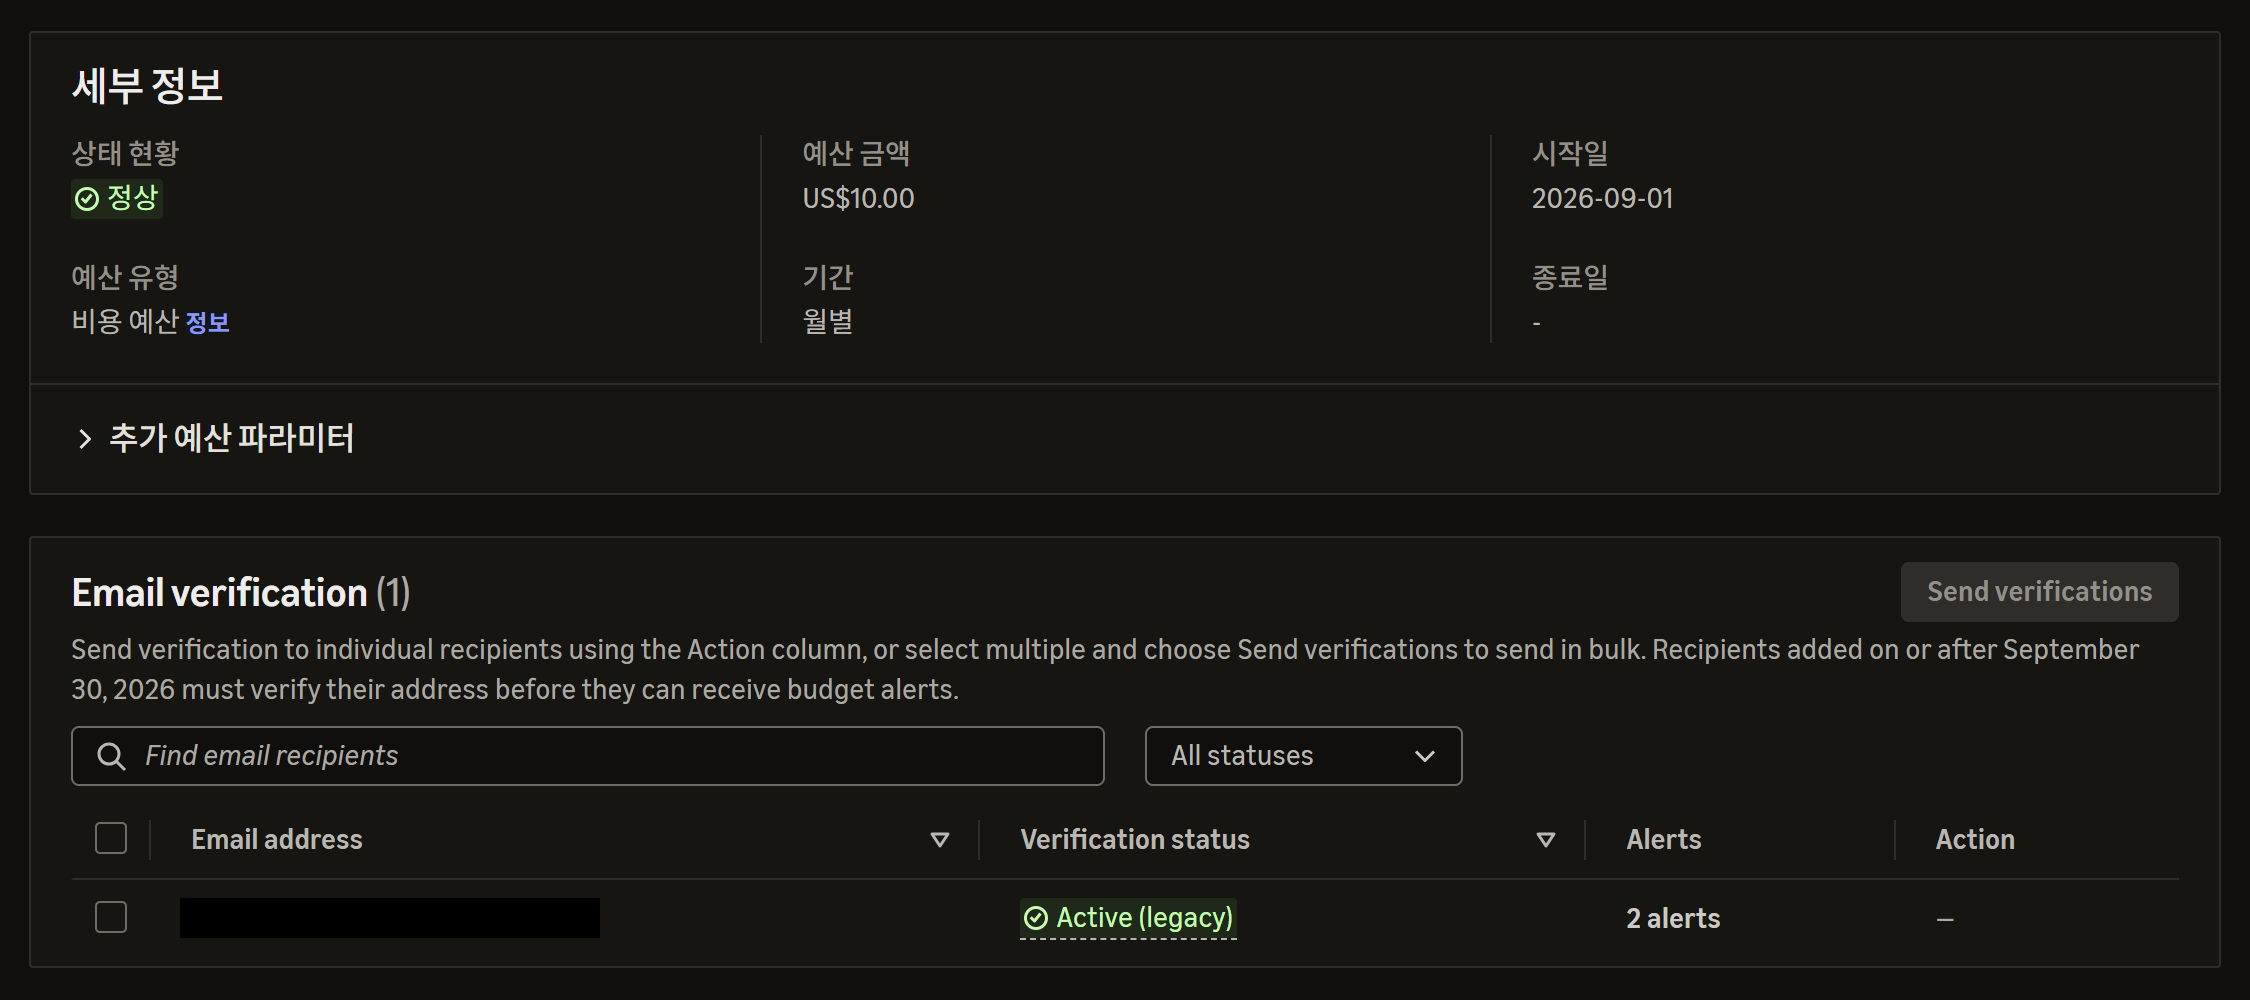 세부 정보
상태 현황
정상
예산 금액
US$10.00
시작일
2026-09-01
예산 유형
비용 예산 정보
기간
월별
종료일
-
추가 예산 파라미터
Email verification (1)
Send verifications
Send verification to individual recipients using the Action column, or select multiple and choose Send verifications to send in bulk. Recipients added on or after September
30, 2026 must verify their address before they can receive budget alerts.
Find email recipients
All statuses
Email address
Verification status
Alerts
Action
Active (legacy)
2 alerts
–